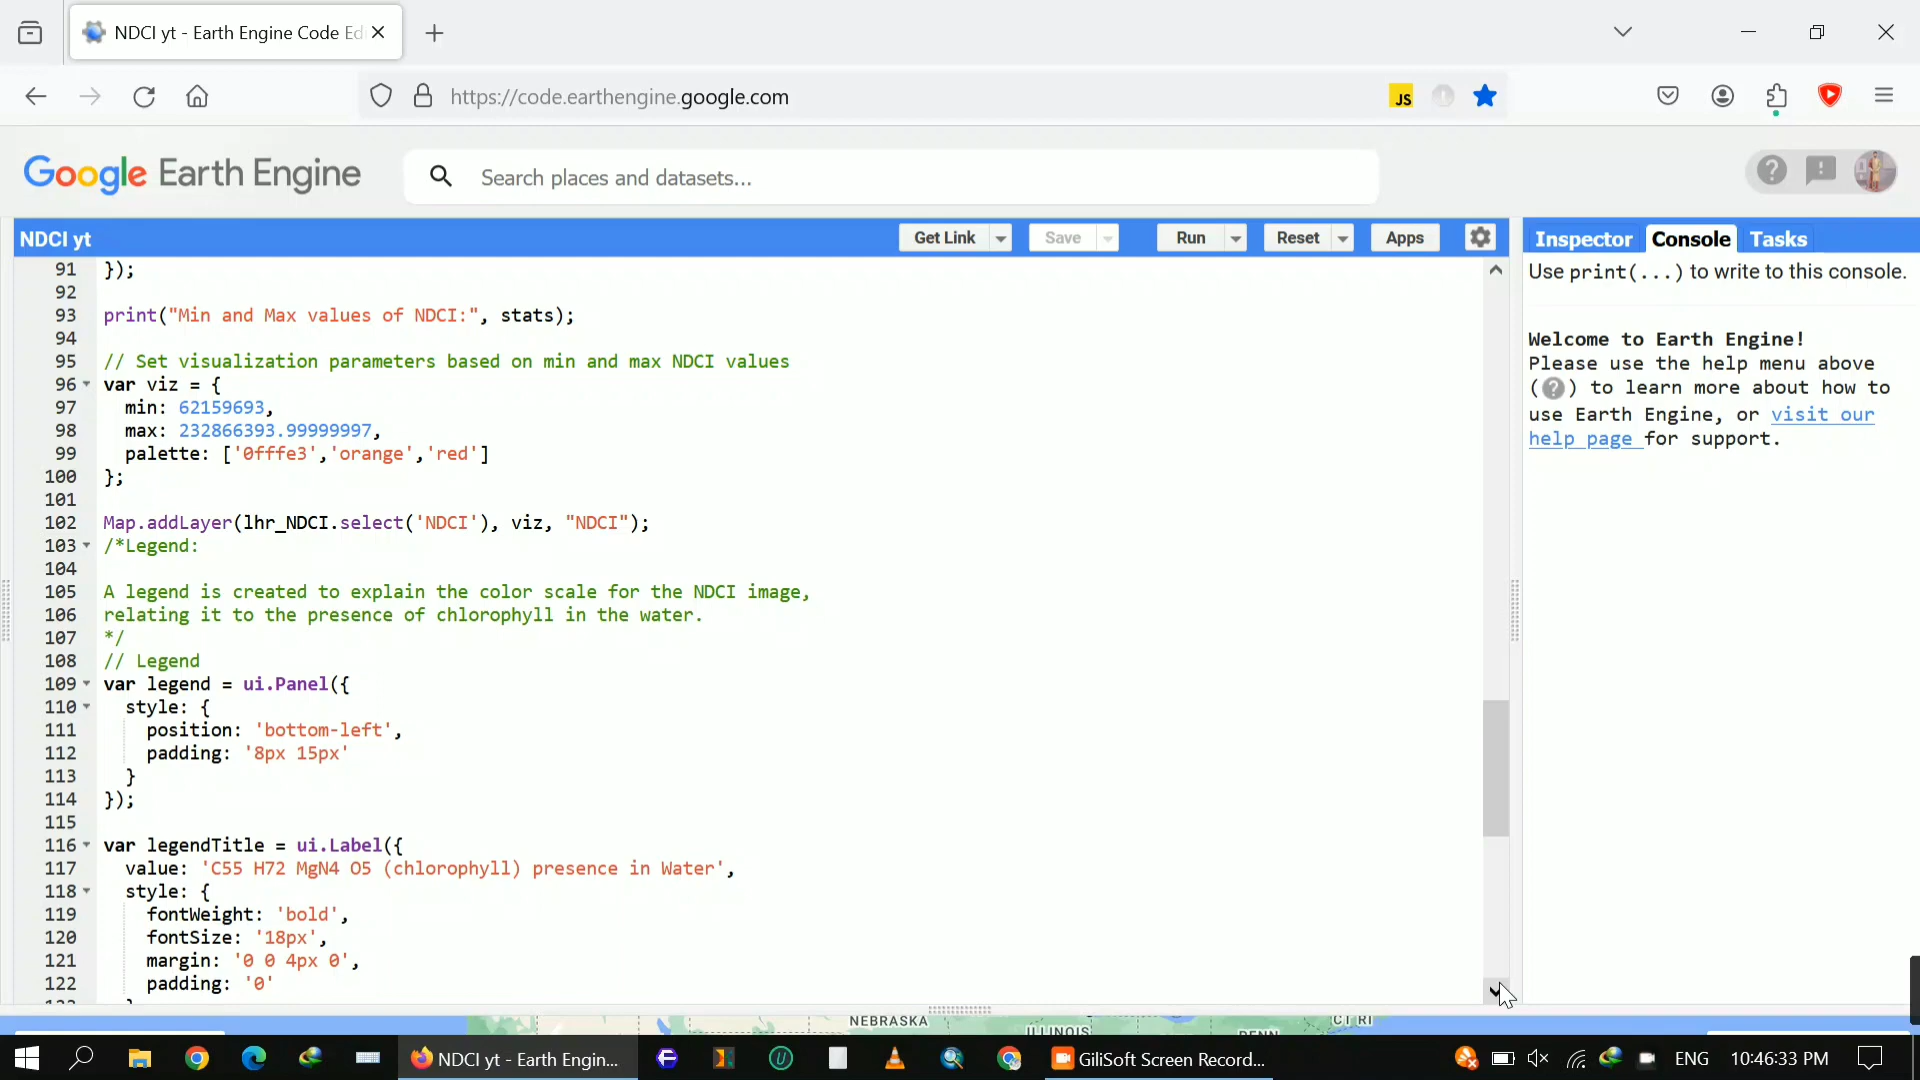 NDCI yt - Earth Engine Code Ed
https://code.earthengine.google.com
JS
Google Earth Engine
Search places and datasets...
NDCI yt
Get Link
Save
Run
Reset
Apps
Inspector
Console
Tasks
91 });
92
93 print("Min and Max values of NDCI:", stats);
94
95 // Set visualization parameters based on min and max NDCI values
96 var viz = {
97 min: 62159693,
98 max: 232866393.99999997,
99 palette: ['0fffe3','orange','red']
100 };
101
102 Map.addLayer(lhr_NDCI.select('NDCI'), viz, "NDCI");
103 /*Legend:
104
105 A legend is created to explain the color scale for the NDCI image,
106 relating it to the presence of chlorophyll in the water.
107 */
108 // Legend
109 var legend = ui.Panel({
110 style: {
111 position: 'bottom-left',
112 padding: '8px 15px'
113 }
114 });
115
116 var legendTitle = ui.Label({
117 value: 'C55 H72 MgN4 O5 (chlorophyll) presence in Water',
118 style: {
119 fontWeight: 'bold',
120 fontSize: '18px',
121 margin: '0 0 4px 0',
122 padding: '0'
Use print(...) to write to this console.
Welcome to Earth Engine!
Please use the help menu above
(?) to learn more about how to
use Earth Engine, or visit our
help page for support.
NEBRASKA
ILLINOIS
PENN
CT RI
NDCI yt - Earth Engin...
GiliSoft Screen Record...
ENG
10:46:33 PM